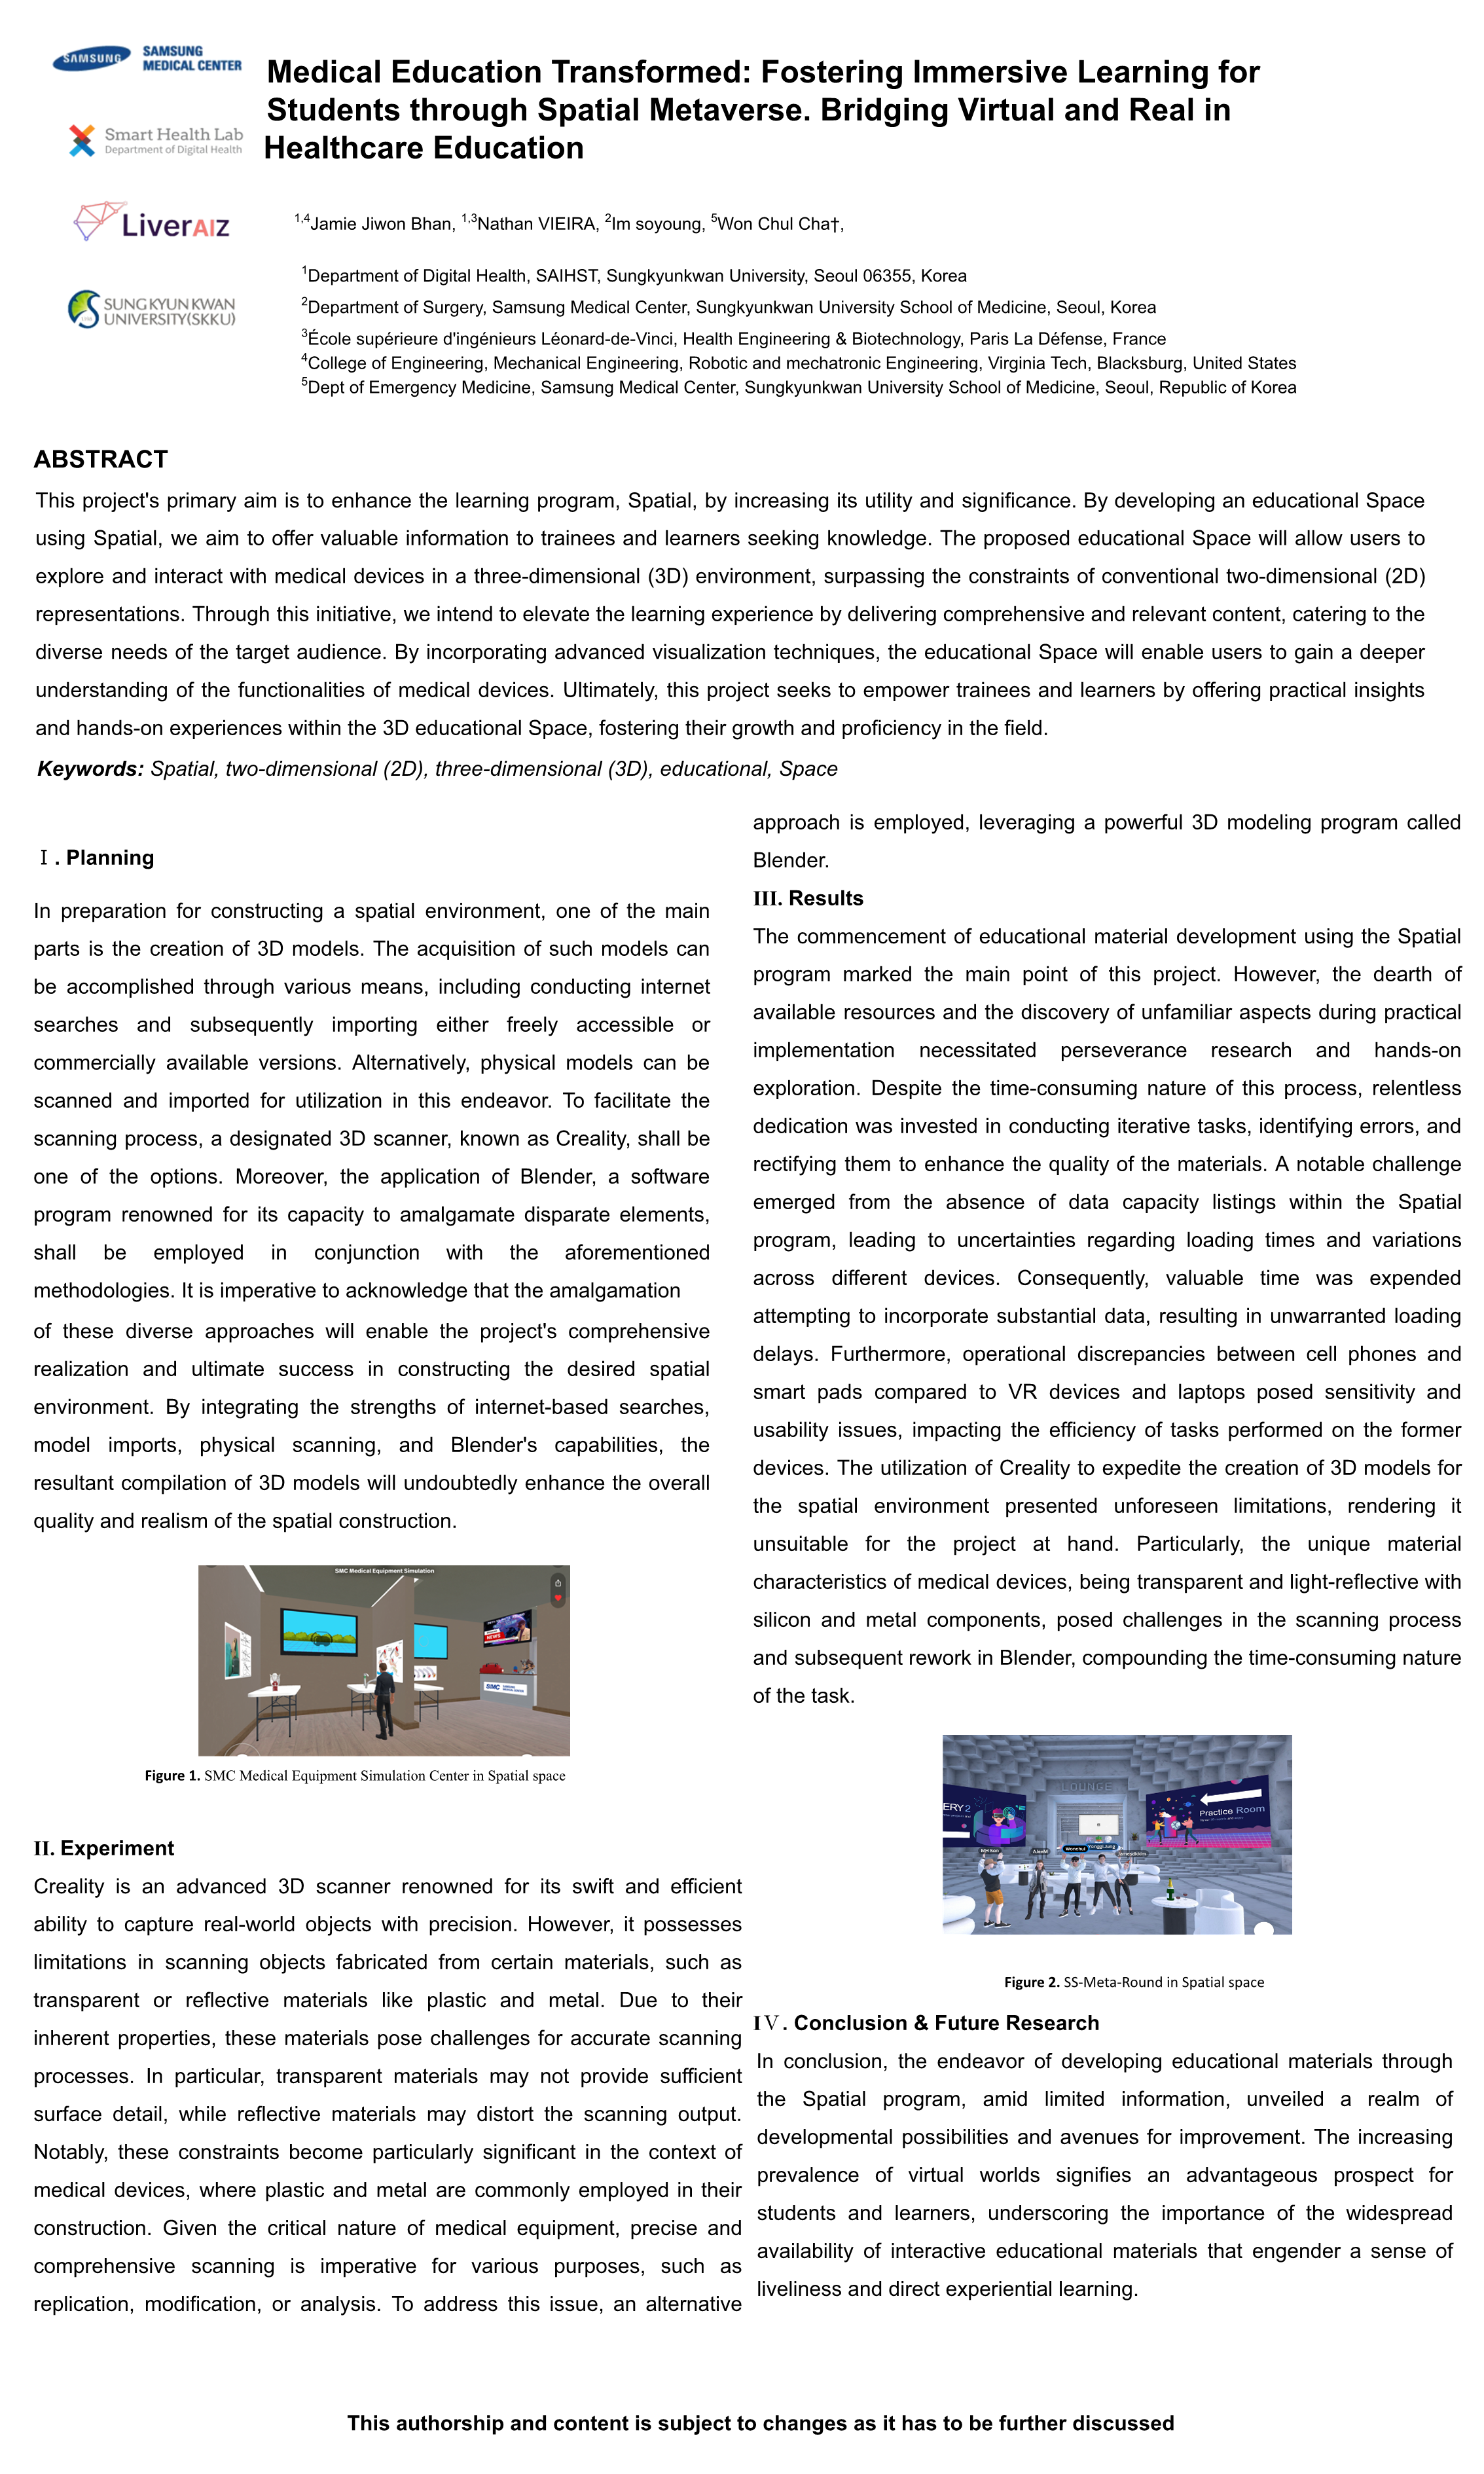 SAMSUNG
SAMSUNG
MEDICAL CENTER
Smart Health Lab
Department of Digital Health
LiverAIZ
SUNG KYUN KWAN
UNIVERSITY(SKKU)
Medical Education Transformed: Fostering Immersive Learning for
Students through Spatial Metaverse. Bridging Virtual and Real in
Healthcare Education
1,4Jamie Jiwon Bhan, 1,3Nathan VIEIRA, 2Im soyoung, 5Won Chul Cha†,
1Department of Digital Health, SAIHST, Sungkyunkwan University, Seoul 06355, Korea
2Department of Surgery, Samsung Medical Center, Sungkyunkwan University School of Medicine, Seoul, Korea
3École supérieure d'ingénieurs Léonard-de-Vinci, Health Engineering & Biotechnology, Paris La Défense, France
4College of Engineering, Mechanical Engineering, Robotic and mechatronic Engineering, Virginia Tech, Blacksburg, United States
5Dept of Emergency Medicine, Samsung Medical Center, Sungkyunkwan University School of Medicine, Seoul, Republic of Korea
ABSTRACT
This project's primary aim is to enhance the learning program, Spatial, by increasing its utility and significance. By developing an educational Space
using Spatial, we aim to offer valuable information to trainees and learners seeking knowledge. The proposed educational Space will allow users to
explore and interact with medical devices in a three-dimensional (3D) environment, surpassing the constraints of conventional two-dimensional (2D)
representations. Through this initiative, we intend to elevate the learning experience by delivering comprehensive and relevant content, catering to the
diverse needs of the target audience. By incorporating advanced visualization techniques, the educational Space will enable users to gain a deeper
understanding of the functionalities of medical devices. Ultimately, this project seeks to empower trainees and learners by offering practical insights
and hands-on experiences within the 3D educational Space, fostering their growth and proficiency in the field.
Keywords: Spatial, two-dimensional (2D), three-dimensional (3D), educational, Space
Ⅰ. Planning
In preparation for constructing a spatial environment, one of the main
parts is the creation of 3D models. The acquisition of such models can
be accomplished through various means, including conducting internet
searches and subsequently importing either freely accessible or
commercially available versions. Alternatively, physical models can be
scanned and imported for utilization in this endeavor. To facilitate the
scanning process, a designated 3D scanner, known as Creality, shall be
one of the options. Moreover, the application of Blender, a software
program renowned for its capacity to amalgamate disparate elements,
shall be employed in conjunction with the aforementioned
methodologies. It is imperative to acknowledge that the amalgamation
of these diverse approaches will enable the project's comprehensive
realization and ultimate success in constructing the desired spatial
environment. By integrating the strengths of internet-based searches,
model imports, physical scanning, and Blender's capabilities, the
resultant compilation of 3D models will undoubtedly enhance the overall
quality and realism of the spatial construction.
SMC Medical Equipment Simulation
NEWS
SMC
Figure 1. SMC Medical Equipment Simulation Center in Spatial space
II. Experiment
Creality is an advanced 3D scanner renowned for its swift and efficient
ability to capture real-world objects with precision. However, it possesses
limitations in scanning objects fabricated from certain materials, such as
transparent or reflective materials like plastic and metal. Due to their
inherent properties, these materials pose challenges for accurate scanning
processes. In particular, transparent materials may not provide sufficient
surface detail, while reflective materials may distort the scanning output.
Notably, these constraints become particularly significant in the context of
medical devices, where plastic and metal are commonly employed in their
construction. Given the critical nature of medical equipment, precise and
comprehensive scanning is imperative for various purposes, such as
replication, modification, or analysis. To address this issue, an alternative
approach is employed, leveraging a powerful 3D modeling program called
Blender.
III. Results
The commencement of educational material development using the Spatial
program marked the main point of this project. However, the dearth of
available resources and the discovery of unfamiliar aspects during practical
implementation necessitated perseverance research and hands-on
exploration. Despite the time-consuming nature of this process, relentless
dedication was invested in conducting iterative tasks, identifying errors, and
rectifying them to enhance the quality of the materials. A notable challenge
emerged from the absence of data capacity listings within the Spatial
program, leading to uncertainties regarding loading times and variations
across different devices. Consequently, valuable time was expended
attempting to incorporate substantial data, resulting in unwarranted loading
delays. Furthermore, operational discrepancies between cell phones and
smart pads compared to VR devices and laptops posed sensitivity and
usability issues, impacting the efficiency of tasks performed on the former
devices. The utilization of Creality to expedite the creation of 3D models for
the spatial environment presented unforeseen limitations, rendering it
unsuitable for the project at hand. Particularly, the unique material
characteristics of medical devices, being transparent and light-reflective with
silicon and metal components, posed challenges in the scanning process
and subsequent rework in Blender, compounding the time-consuming nature
of the task.
LOUNGE
ERY 2
Practice Room
Wonchul
Figure 2. SS-Meta-Round in Spatial space
IⅤ. Conclusion & Future Research
In conclusion, the endeavor of developing educational materials through
the Spatial program, amid limited information, unveiled a realm of
developmental possibilities and avenues for improvement. The increasing
prevalence of virtual worlds signifies an advantageous prospect for
students and learners, underscoring the importance of the widespread
availability of interactive educational materials that engender a sense of
liveliness and direct experiential learning.
This authorship and content is subject to changes as it has to be further discussed